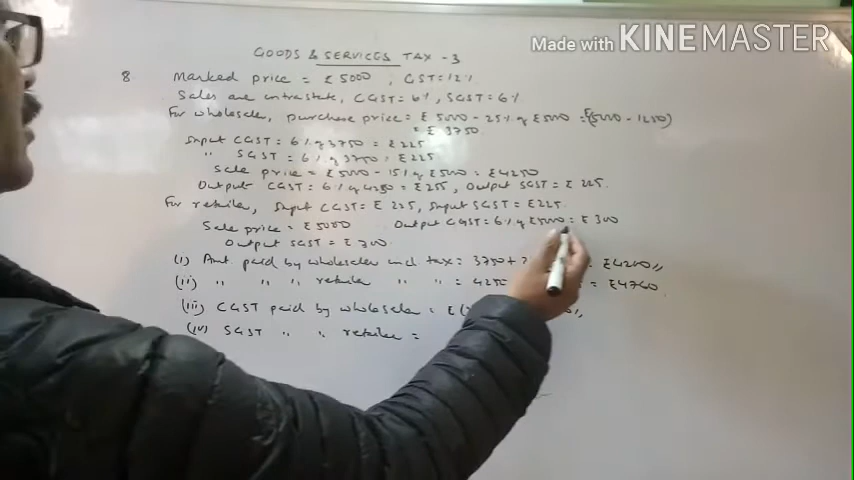 Made with KINEMASTER
GOODS & SERVICES TAX - 3
8 Marked price = ₹ 5000 , GST = 12%
Sales are intrastate, CGST = 6%, SGST = 6%
For wholesaler, purchase price = ₹ 5000 - 25% of ₹5000 = ₹(5000 - 1250)
= ₹ 3750
Input CGST = 6% of 3750 = ₹225
" SGST = 6% of 3750 = ₹225
Sale price = ₹5000 - 15% of ₹5000 = ₹4250
Output CGST = 6% of 4250 = ₹255, Output SGST = ₹
For retailer, Input CGST = ₹ Input SGST = ₹
Sale price = ₹5000 Output CGST = 6% of ₹5000 = ₹300
Output SGST = ₹ 300
(i) Amt. paid by wholesaler incl tax = 3750 + 2 = ₹4200
(ii) " " " retailer " " = 4250 = ₹4760
(iii) CGST paid by wholesaler = ₹(
(iv) SGST " " retailer =